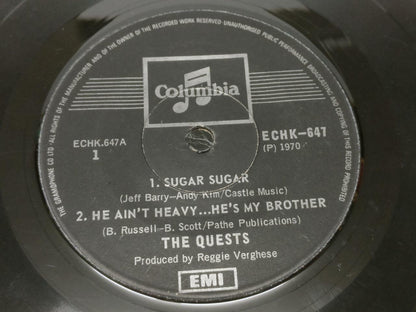 ALL RIGHTS OF THE MANUFACTURER AND OF THE OWNER OF THE RECORDED WORK RESERVED UNAUTHORISED PUBLIC PERFORMANCE BROADCASTING AND COPYING OF THIS RECORD PROHIBITED
THE GRAMOPHONE CO LTD
Columbia
ECHK.647A
1
ECHK-647
(P) 1970
1. SUGAR SUGAR
(Jeff Barry-Andy Kim/Castle Music)
2. HE AIN'T HEAVY...HE'S MY BROTHER
(B. Russell-B. Scott/Pathe Publications)
THE QUESTS
Produced by Reggie Verghese
EMI